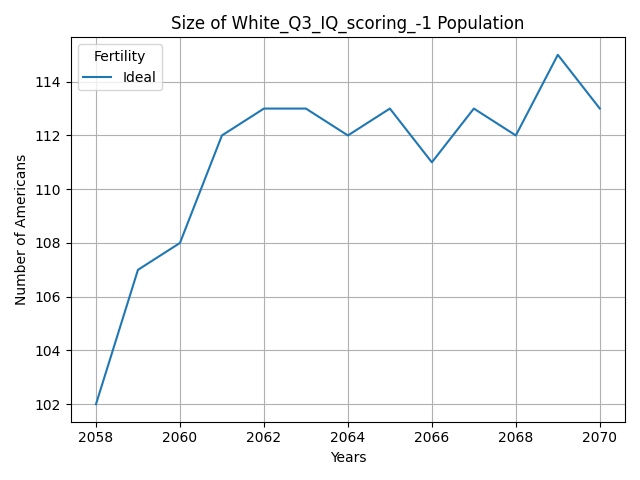 Size of White_Q3_IQ_scoring_-1 Population
Fertility
Ideal
Number of Americans
114
112
110
108
106
104
102
2058
2060
2062
2064
2066
2068
2070
Years